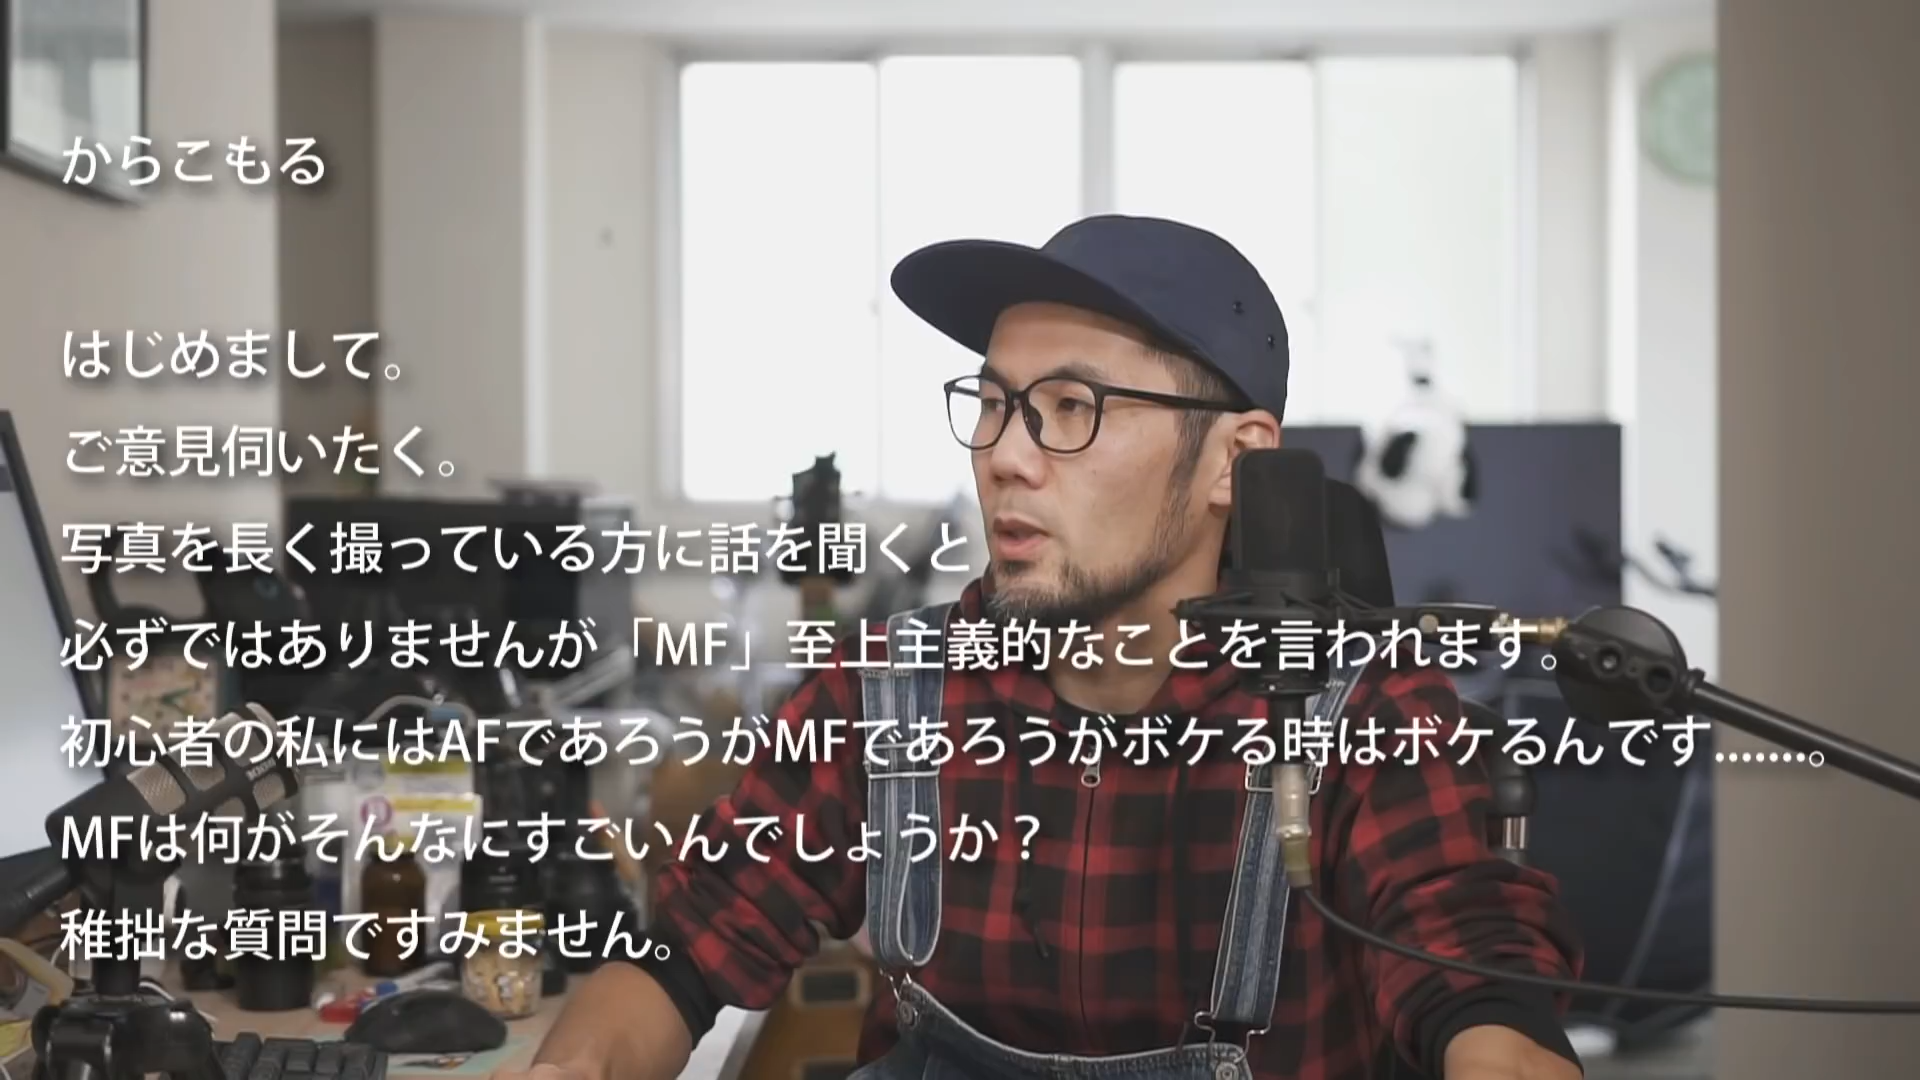 からこもる
はじめまして。
ご意見伺いたく。
写真を長く撮っている方に話を聞くと
必ずではありませんが「MF」至上主義的なことを言われます。
初心者の私にはAFであろうがMFであろうがボケる時はボケるんです…….。
MFは何がそんなにすごいんでしょうか？
稚拙な質問ですみません。
RODE